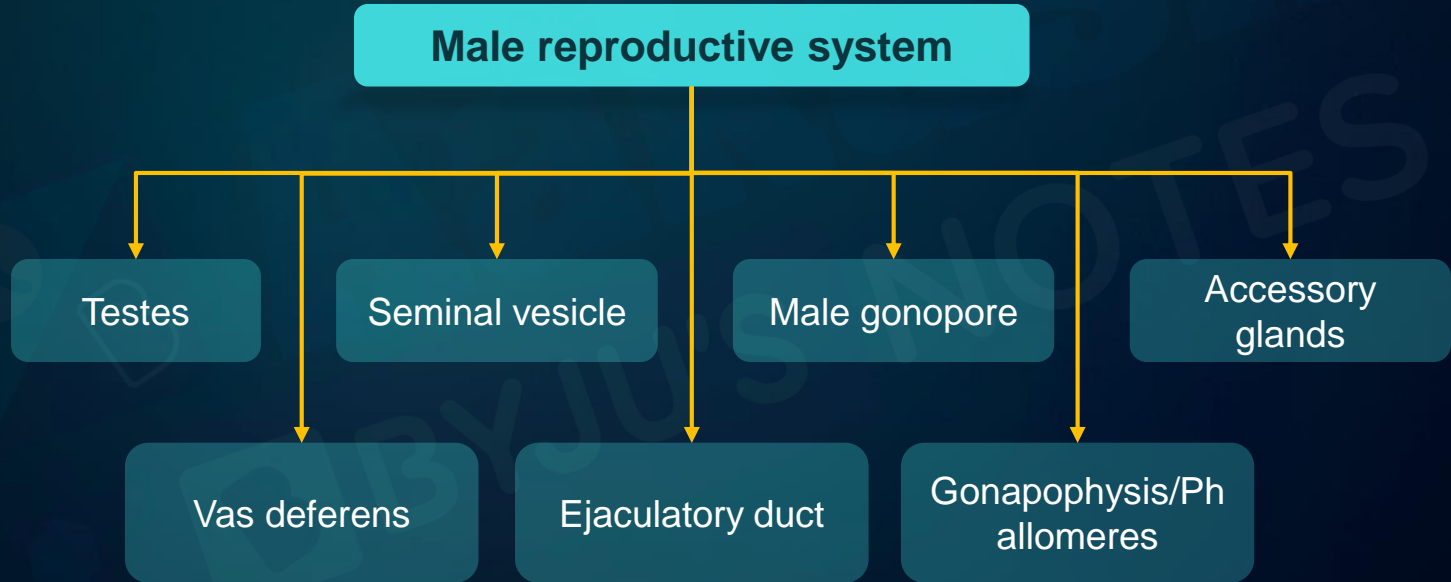 Male reproductive system
Testes
Seminal vesicle
Male gonopore
Accessory
glands
Vas deferens
Ejaculatory duct
Gonapophysis/Ph
allomeres
BYJU'S NOTES